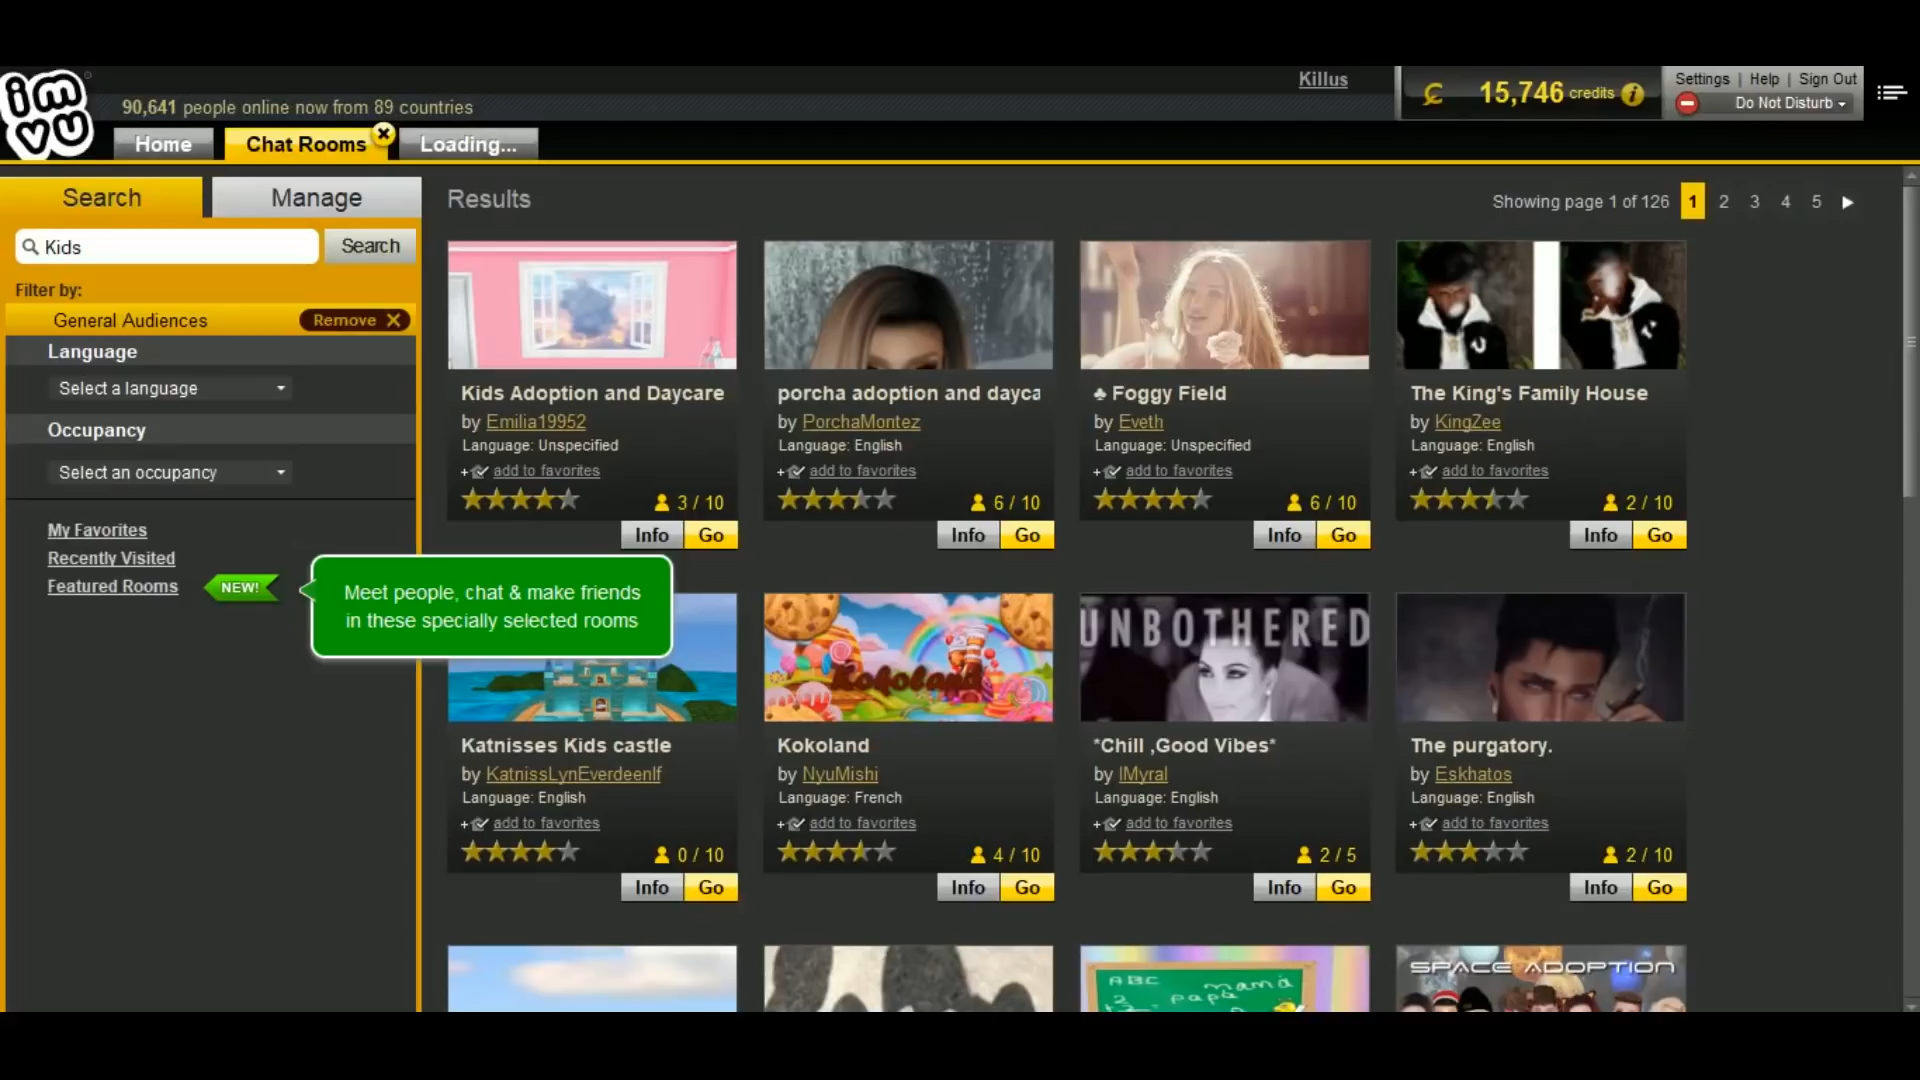 imvu
90,641 people online now from 89 countries
Killus
15,746 credits
Settings | Help | Sign Out
Do Not Disturb
Home
Chat Rooms
Loading...
Search
Manage
Kids
Search
Filter by:
General Audiences
Remove X
Language
Select a language
Occupancy
Select an occupancy
My Favorites
Recently Visited
Featured Rooms
NEW!
Meet people, chat & make friends
in these specially selected rooms
Results
Showing page 1 of 126 1 2 3 4 5
Kids Adoption and Daycare
by Emilia19952
Language: Unspecified
add to favorites
3 / 10
Info Go
porcha adoption and dayca
by PorchaMontez
Language: English
add to favorites
6 / 10
Info Go
♣ Foggy Field
by Eveth
Language: Unspecified
add to favorites
6 / 10
Info Go
The King's Family House
by KingZee
Language: English
add to favorites
2 / 10
Info Go
Katnisses Kids castle
by KatnissLynEverdeenIf
Language: English
add to favorites
0 / 10
Info Go
Kokoland
Kokoland
by NyuMishi
Language: French
add to favorites
4 / 10
Info Go
UNBOTHERED
*Chill ,Good Vibes*
by IMyral
Language: English
add to favorites
2 / 5
Info Go
The purgatory.
by Eskhatos
Language: English
add to favorites
2 / 10
Info Go
ABC
mama
papa
SPACE ADOPTION